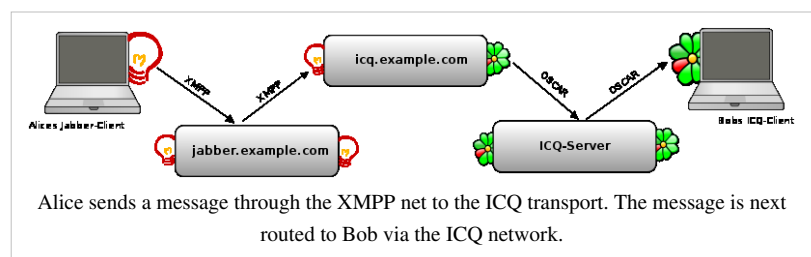 icq.example.com
XMPP
XMPP
OSCAR
OSCAR
Alices Jabber-Client
Bobs ICQ-Client
jabber.example.com
ICQ-Server
Alice sends a message through the XMPP net to the ICQ transport. The message is next
routed to Bob via the ICQ network.